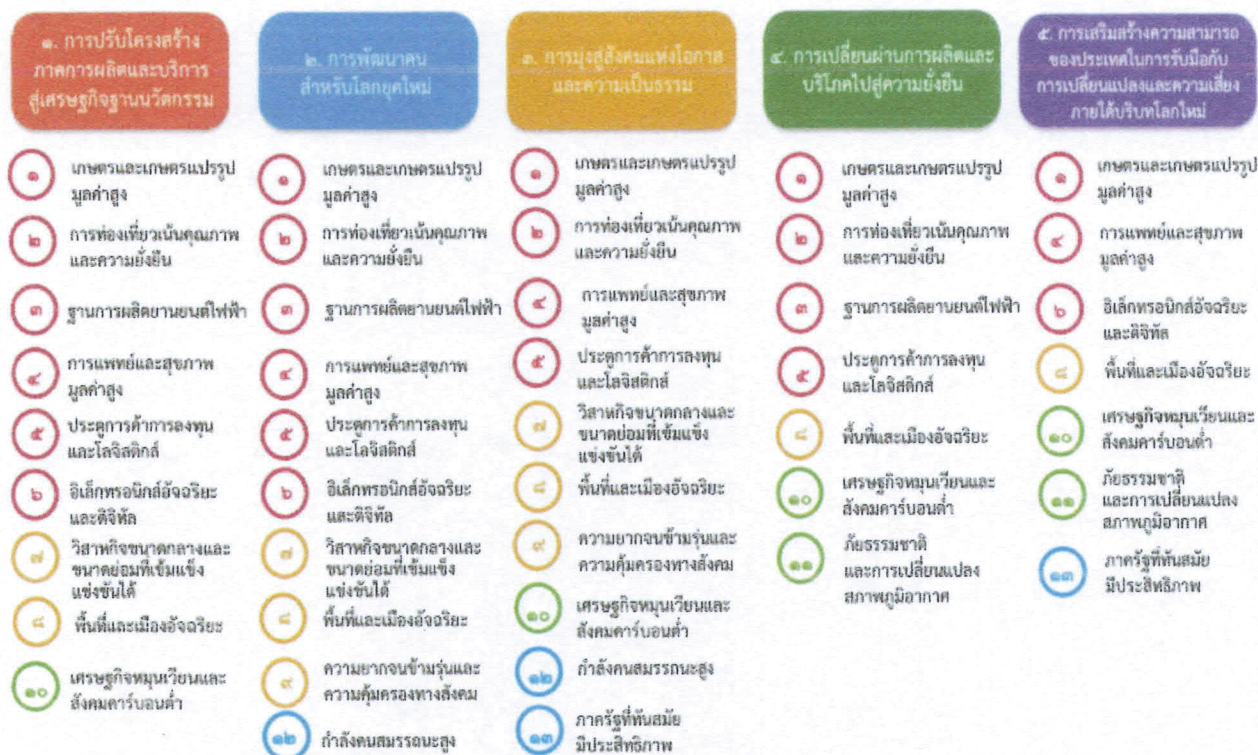 ๑. การปรับโครงสร้าง
ภาคการผลิตและบริการ
สู่เศรษฐกิจฐานนวัตกรรม
๑
เกษตรและเกษตรแปรรูป
มูลค่าสูง
๒
การท่องเที่ยวเน้นคุณภาพ
และความยั่งยืน
๓
ฐานการผลิตยานยนต์ไฟฟ้า
๔
การแพทย์และสุขภาพ
มูลค่าสูง
๕
ประตูการค้าการลงทุน
และโลจิสติกส์
๖
อิเล็กทรอนิกส์อัจฉริยะ
และดิจิทัล
๗
วิสาหกิจขนาดกลางและ
ขนาดย่อมที่เข้มแข็ง
แข่งขันได้
๘
พื้นที่และเมืองอัจฉริยะ
๑๐
เศรษฐกิจหมุนเวียนและ
สังคมคาร์บอนต่ำ
๒. การพัฒนาคน
สำหรับโลกยุคใหม่
๑
เกษตรและเกษตรแปรรูป
มูลค่าสูง
๒
การท่องเที่ยวเน้นคุณภาพ
และความยั่งยืน
๓
ฐานการผลิตยานยนต์ไฟฟ้า
๔
การแพทย์และสุขภาพ
มูลค่าสูง
๕
ประตูการค้าการลงทุน
และโลจิสติกส์
๖
อิเล็กทรอนิกส์อัจฉริยะ
และดิจิทัล
๗
วิสาหกิจขนาดกลางและ
ขนาดย่อมที่เข้มแข็ง
แข่งขันได้
๘
พื้นที่และเมืองอัจฉริยะ
๙
ความยากจนข้ามรุ่นและ
ความคุ้มครองทางสังคม
๑๒
กำลังคนสมรรถนะสูง
๓. การมุ่งสู่สังคมแห่งโอกาส
และความเป็นธรรม
๑
เกษตรและเกษตรแปรรูป
มูลค่าสูง
๒
การท่องเที่ยวเน้นคุณภาพ
และความยั่งยืน
๔
การแพทย์และสุขภาพ
มูลค่าสูง
๕
ประตูการค้าการลงทุน
และโลจิสติกส์
๗
วิสาหกิจขนาดกลางและ
ขนาดย่อมที่เข้มแข็ง
แข่งขันได้
๘
พื้นที่และเมืองอัจฉริยะ
๙
ความยากจนข้ามรุ่นและ
ความคุ้มครองทางสังคม
๑๐
เศรษฐกิจหมุนเวียนและ
สังคมคาร์บอนต่ำ
๑๒
กำลังคนสมรรถนะสูง
๑๓
ภาครัฐที่ทันสมัย
มีประสิทธิภาพ
๔. การเปลี่ยนผ่านการผลิตและ
บริโภคไปสู่ความยั่งยืน
๑
เกษตรและเกษตรแปรรูป
มูลค่าสูง
๒
การท่องเที่ยวเน้นคุณภาพ
และความยั่งยืน
๓
ฐานการผลิตยานยนต์ไฟฟ้า
๕
ประตูการค้าการลงทุน
และโลจิสติกส์
๘
พื้นที่และเมืองอัจฉริยะ
๑๐
เศรษฐกิจหมุนเวียนและ
สังคมคาร์บอนต่ำ
๑๑
ภัยธรรมชาติ
และการเปลี่ยนแปลง
สภาพภูมิอากาศ
๕. การเสริมสร้างความสามารถ
ของประเทศในการรับมือกับ
การเปลี่ยนแปลงและความเสี่ยง
ภายใต้บริบทโลกใหม่
๑
เกษตรและเกษตรแปรรูป
มูลค่าสูง
๔
การแพทย์และสุขภาพ
มูลค่าสูง
๖
อิเล็กทรอนิกส์อัจฉริยะ
และดิจิทัล
๘
พื้นที่และเมืองอัจฉริยะ
๑๐
เศรษฐกิจหมุนเวียนและ
สังคมคาร์บอนต่ำ
๑๑
ภัยธรรมชาติ
และการเปลี่ยนแปลง
สภาพภูมิอากาศ
๑๓
ภาครัฐที่ทันสมัย
มีประสิทธิภาพ